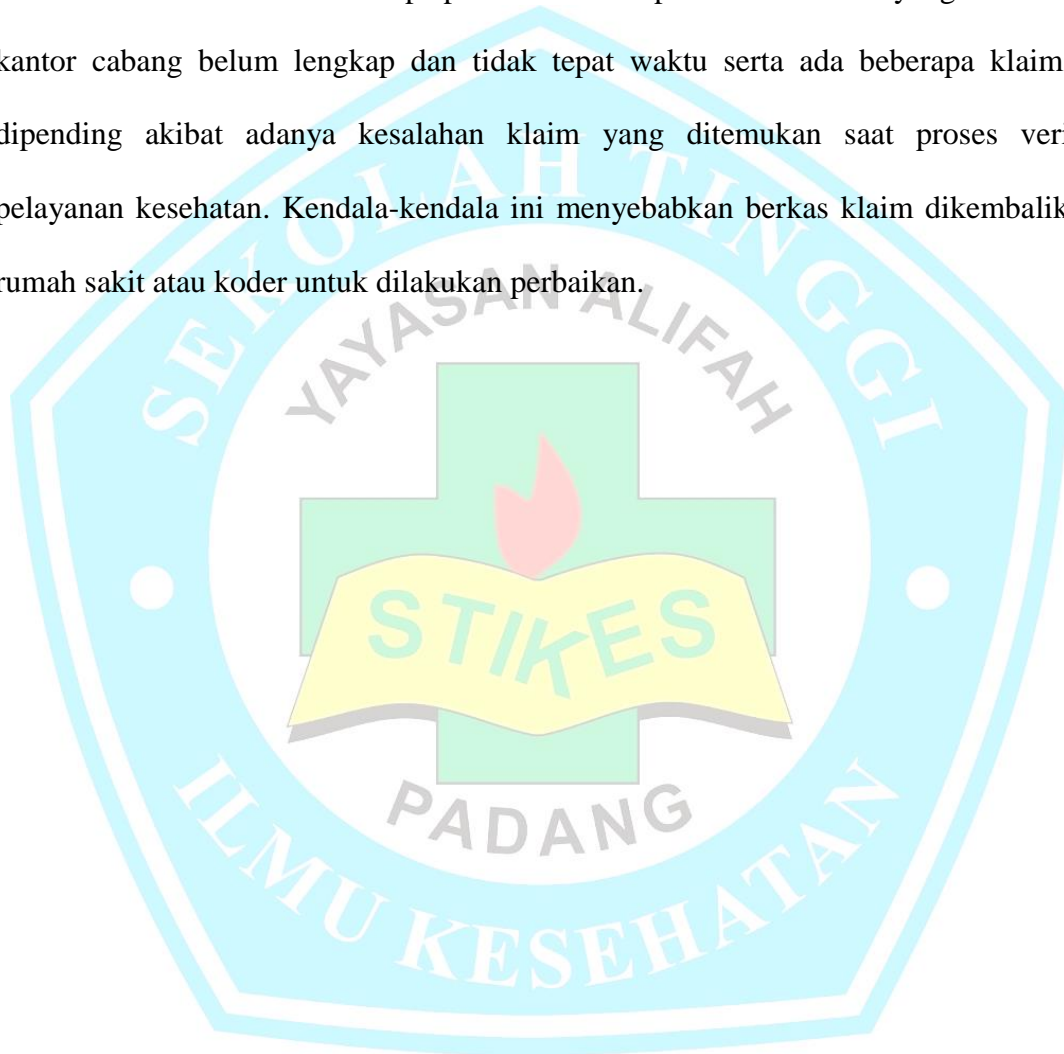 kantor cabang belum lengkap dan tidak tepat waktu serta ada beberapa klaim
dipending akibat adanya kesalahan klaim yang ditemukan saat proses veri
pelayanan kesehatan. Kendala-kendala ini menyebabkan berkas klaim dikembalik
rumah sakit atau koder untuk dilakukan perbaikan.
SEKOLAH TINGGI
YAYASAN ALIFAH
STIKES
PADANG
ILMU KESEHATAN